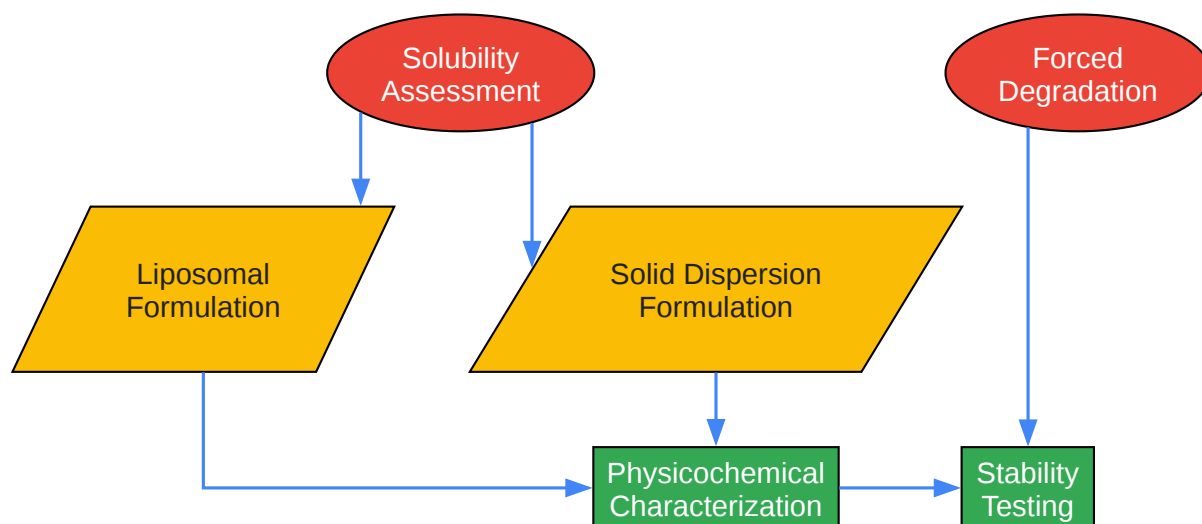 Solubility
Assessment
Forced
Degradation
Liposomal
Formulation
Solid Dispersion
Formulation
Physicochemical
Characterization
Stability
Testing